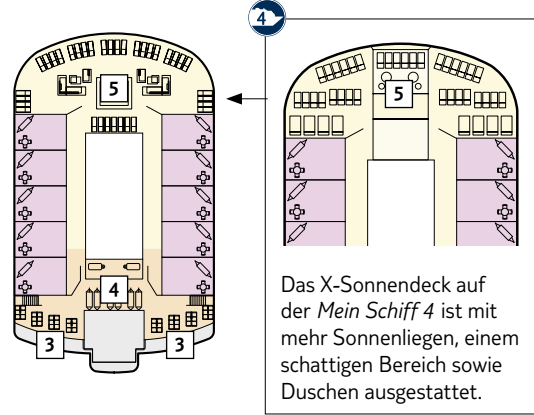 4
5
5
4
3 3
Das X-Sonnendeck auf
der Mein Schiff 4 ist mit
mehr Sonnenliegen, einem
schattigen Bereich sowie
Duschen ausgestattet.